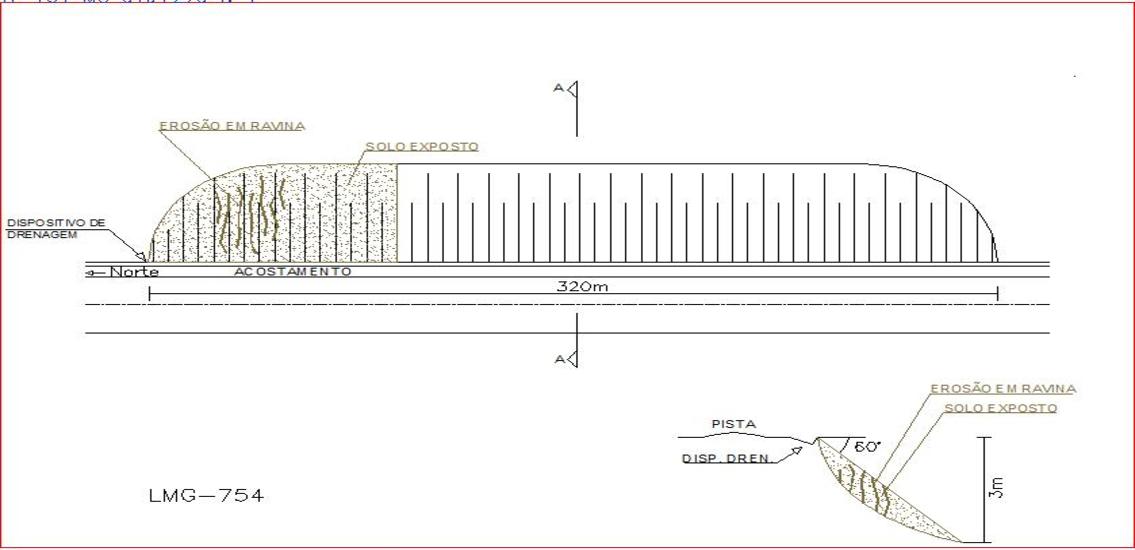 A
EROSÃO EM RAVINA
SOLO EXPOSTO
DISPOSITIVO DE
DRENAGEM
Norte
ACOSTAMENTO
320m
A
EROSÃO EM RAVINA
SOLO EXPOSTO
PISTA
60°
DISP. DREN.
3m
LMG-754